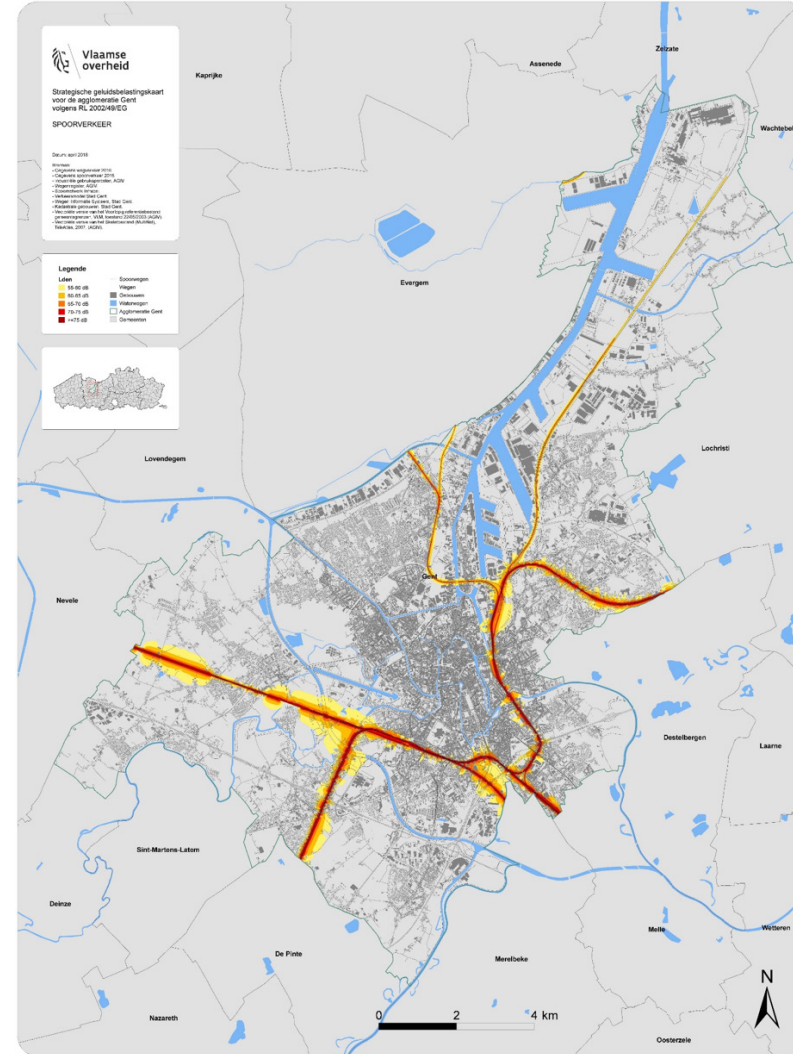 Vlaamse
overheid
Strategische geluidsbelastingskaart
voor de agglomeratie Gent
volgens RL 2002/49/EG
SPOORVERKEER
Datum: april 2018
Legende
Lden
55-60 dB
60-65 dB
65-70 dB
70-75 dB
>=75 dB
Spoorwegen
Wegen
Gebouwen
Waterwegen
Agglomeratie Gent
Gemeenten
Kaprijke
Assenede
Zelzate
Wachtebek
Evergem
Lovendegem
Lochristi
Gent
Nevele
Destelbergen
Laarne
Sint-Martens-Latem
Deinze
De Pinte
Merelbeke
Melle
Wetteren
Nazareth
Oosterzele
0 2 4 km
N